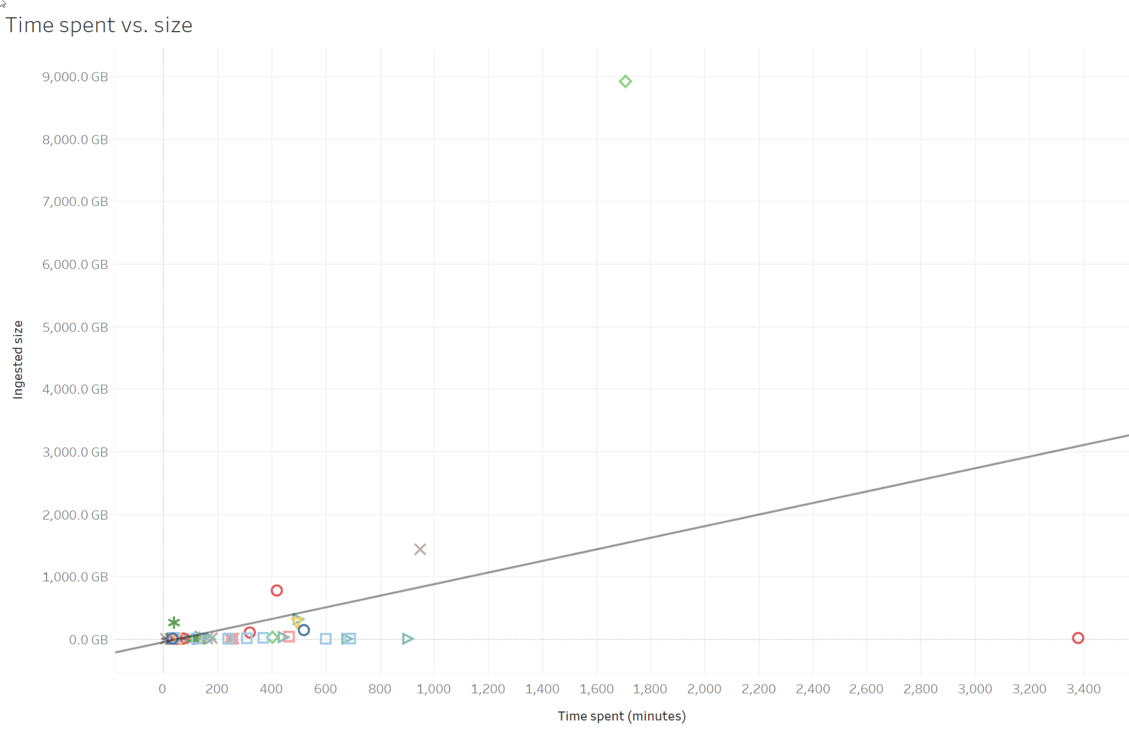 Time spent vs. size
9,000.0 GB
8,000.0 GB
7,000.0 GB
6,000.0 GB
5,000.0 GB
4,000.0 GB
3,000.0 GB
2,000.0 GB
1,000.0 GB
0.0 GB
Ingested size
0 200 400 600 800 1,000 1,200 1,400 1,600 1,800 2,000 2,200 2,400 2,600 2,800 3,000 3,200 3,400
Time spent (minutes)